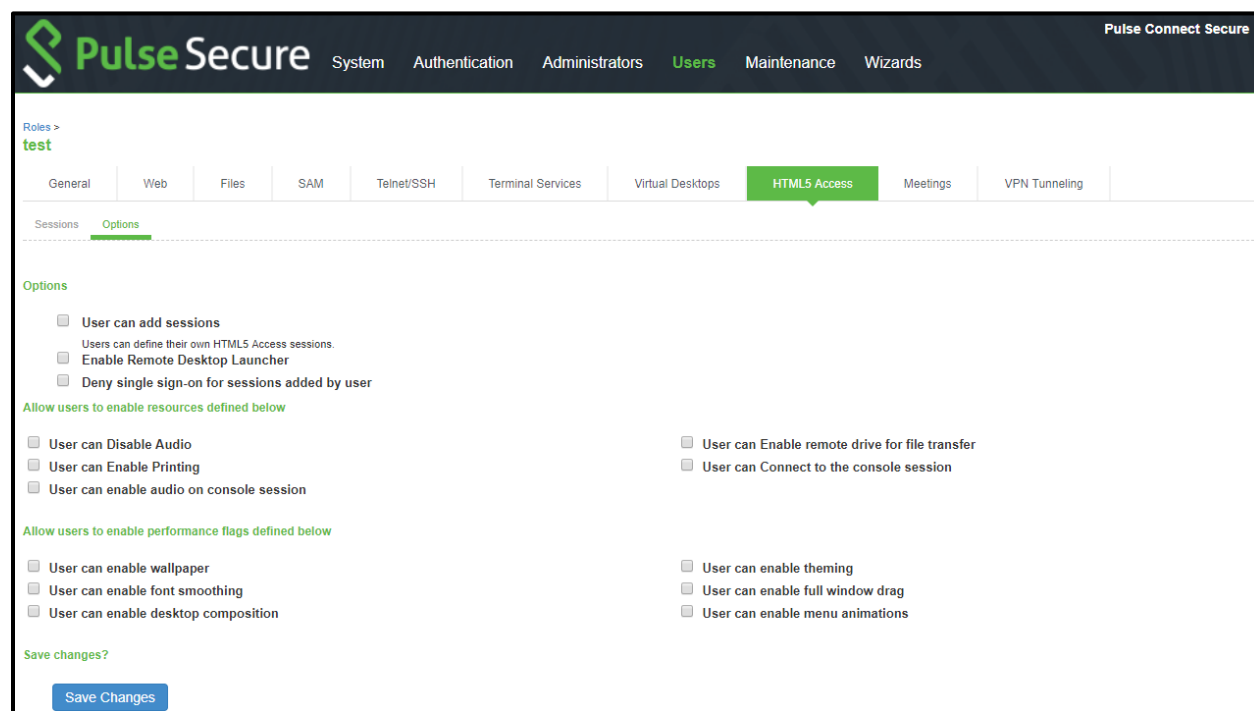 Pulse Connect Secure
Pulse Secure System Authentication Administrators Users Maintenance Wizards
Roles >
test
General Web Files SAM Telnet/SSH Terminal Services Virtual Desktops HTML5 Access Meetings VPN Tunneling
Sessions Options
Options
User can add sessions
Users can define their own HTML5 Access sessions.
Enable Remote Desktop Launcher
Deny single sign-on for sessions added by user
Allow users to enable resources defined below
User can Disable Audio User can Enable remote drive for file transfer
User can Enable Printing User can Connect to the console session
User can enable audio on console session
Allow users to enable performance flags defined below
User can enable wallpaper User can enable theming
User can enable font smoothing User can enable full window drag
User can enable desktop composition User can enable menu animations
Save changes?
Save Changes